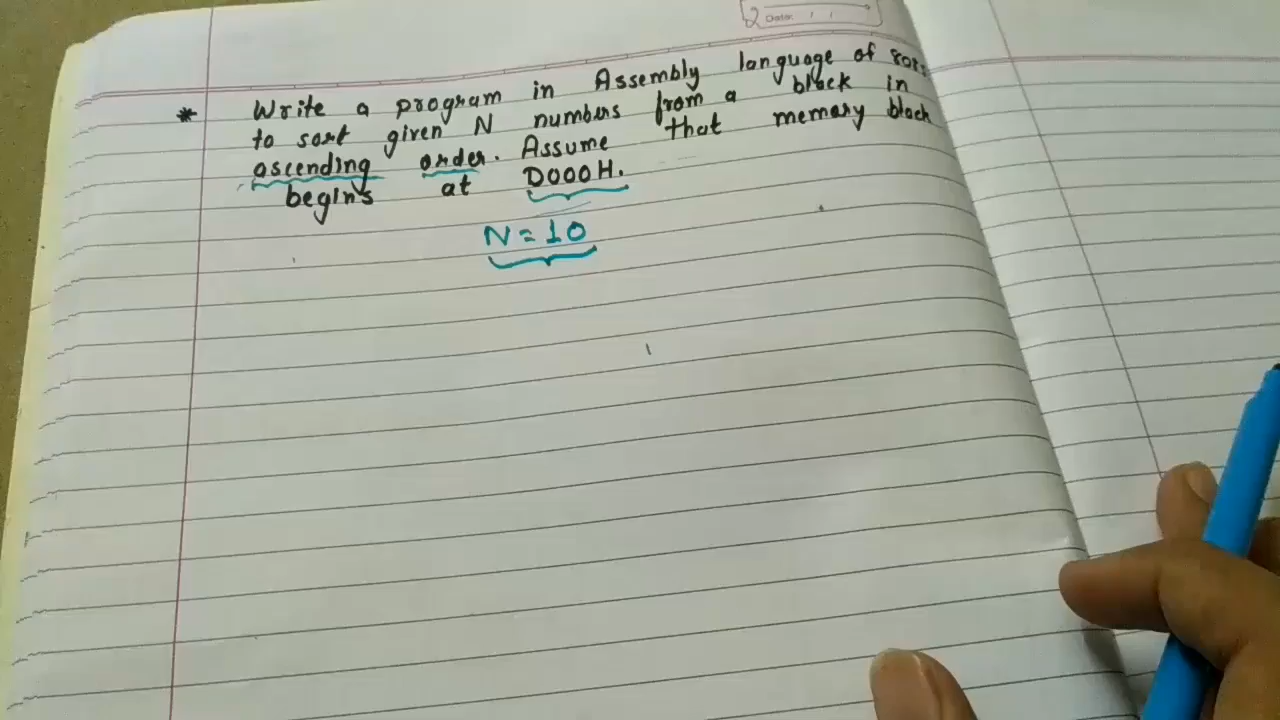 2 Date: / /
* Write a program in Assembly language of
to sort given N numbers from a block in
ascending order. Assume that memory block
begins at D000H.
N = 10